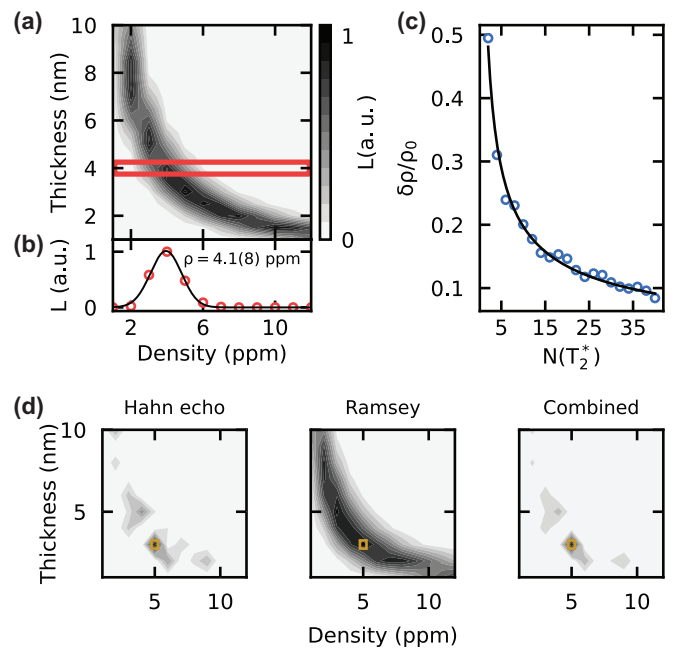 (a)
10
8
6
4
2
Thickness (nm)
1
0
L(a. u.)
(b)
1
0
L (a.u.)
ρ = 4.1(8) ppm
2
6
10
Density (ppm)
(c)
0.5
0.4
0.3
0.2
0.1
δρ/ρ₀
5
15
25
35
N(T₂*)
(d)
Hahn echo
Ramsey
Combined
10
5
Thickness (nm)
5
10
5
10
5
10
Density (ppm)